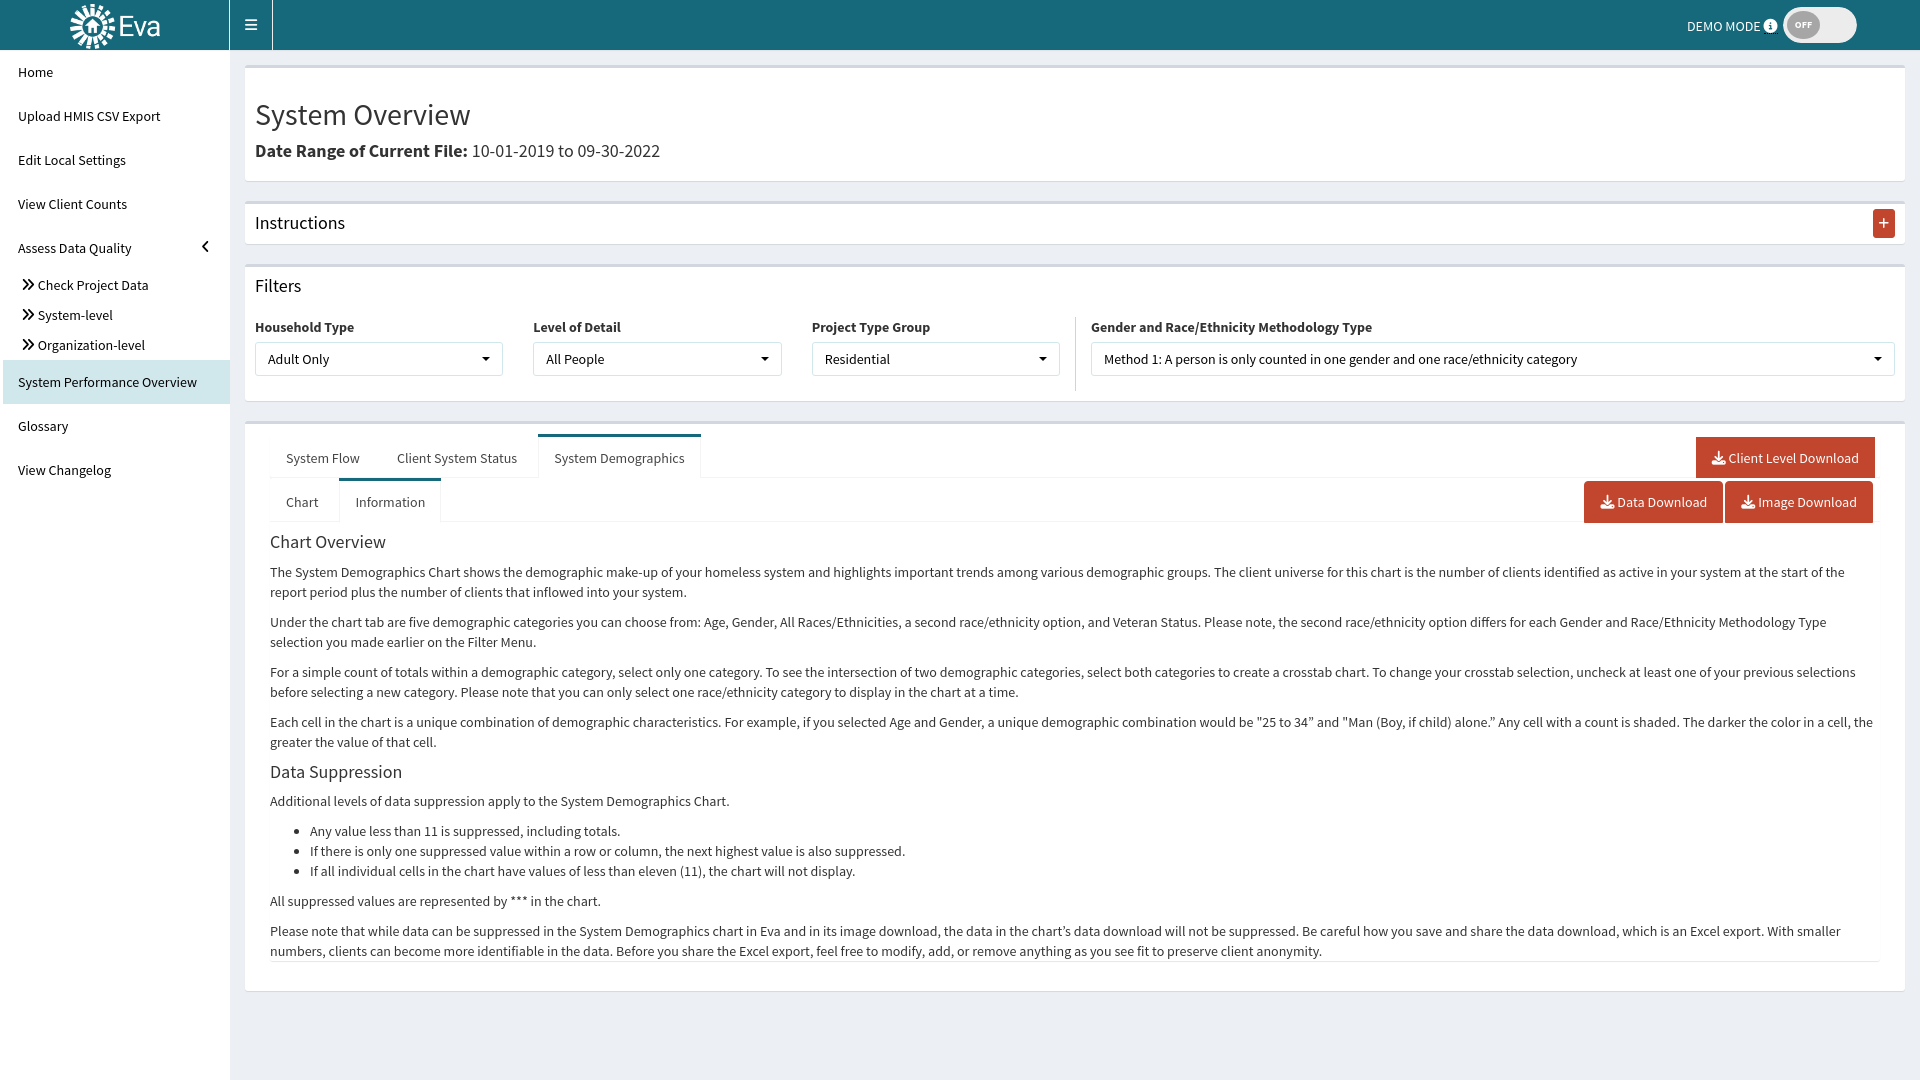 Eva
DEMO MODE
OFF
Home
Upload HMIS CSV Export
Edit Local Settings
View Client Counts
Assess Data Quality
Check Project Data
System-level
Organization-level
System Performance Overview
Glossary
View Changelog
System Overview
Date Range of Current File: 10-01-2019 to 09-30-2022
Instructions
+
Filters
Household Type
Level of Detail
Project Type Group
Gender and Race/Ethnicity Methodology Type
Adult Only
All People
Residential
Method 1: A person is only counted in one gender and one race/ethnicity category
System Flow
Client System Status
System Demographics
Client Level Download
Chart
Information
Data Download
Image Download
Chart Overview
The System Demographics Chart shows the demographic make-up of your homeless system and highlights important trends among various demographic groups. The client universe for this chart is the number of clients identified as active in your system at the start of the
report period plus the number of clients that inflowed into your system.
Under the chart tab are five demographic categories you can choose from: Age, Gender, All Races/Ethnicities, a second race/ethnicity option, and Veteran Status. Please note, the second race/ethnicity option differs for each Gender and Race/Ethnicity Methodology Type
selection you made earlier on the Filter Menu.
For a simple count of totals within a demographic category, select only one category. To see the intersection of two demographic categories, select both categories to create a crosstab chart. To change your crosstab selection, uncheck at least one of your previous selections
before selecting a new category. Please note that you can only select one race/ethnicity category to display in the chart at a time.
Each cell in the chart is a unique combination of demographic characteristics. For example, if you selected Age and Gender, a unique demographic combination would be "25 to 34” and "Man (Boy, if child) alone.” Any cell with a count is shaded. The darker the color in a cell, the
greater the value of that cell.
Data Suppression
Additional levels of data suppression apply to the System Demographics Chart.
• Any value less than 11 is suppressed, including totals.
• If there is only one suppressed value within a row or column, the next highest value is also suppressed.
• If all individual cells in the chart have values of less than eleven (11), the chart will not display.
All suppressed values are represented by *** in the chart.
Please note that while data can be suppressed in the System Demographics chart in Eva and in its image download, the data in the chart’s data download will not be suppressed. Be careful how you save and share the data download, which is an Excel export. With smaller
numbers, clients can become more identifiable in the data. Before you share the Excel export, feel free to modify, add, or remove anything as you see fit to preserve client anonymity.